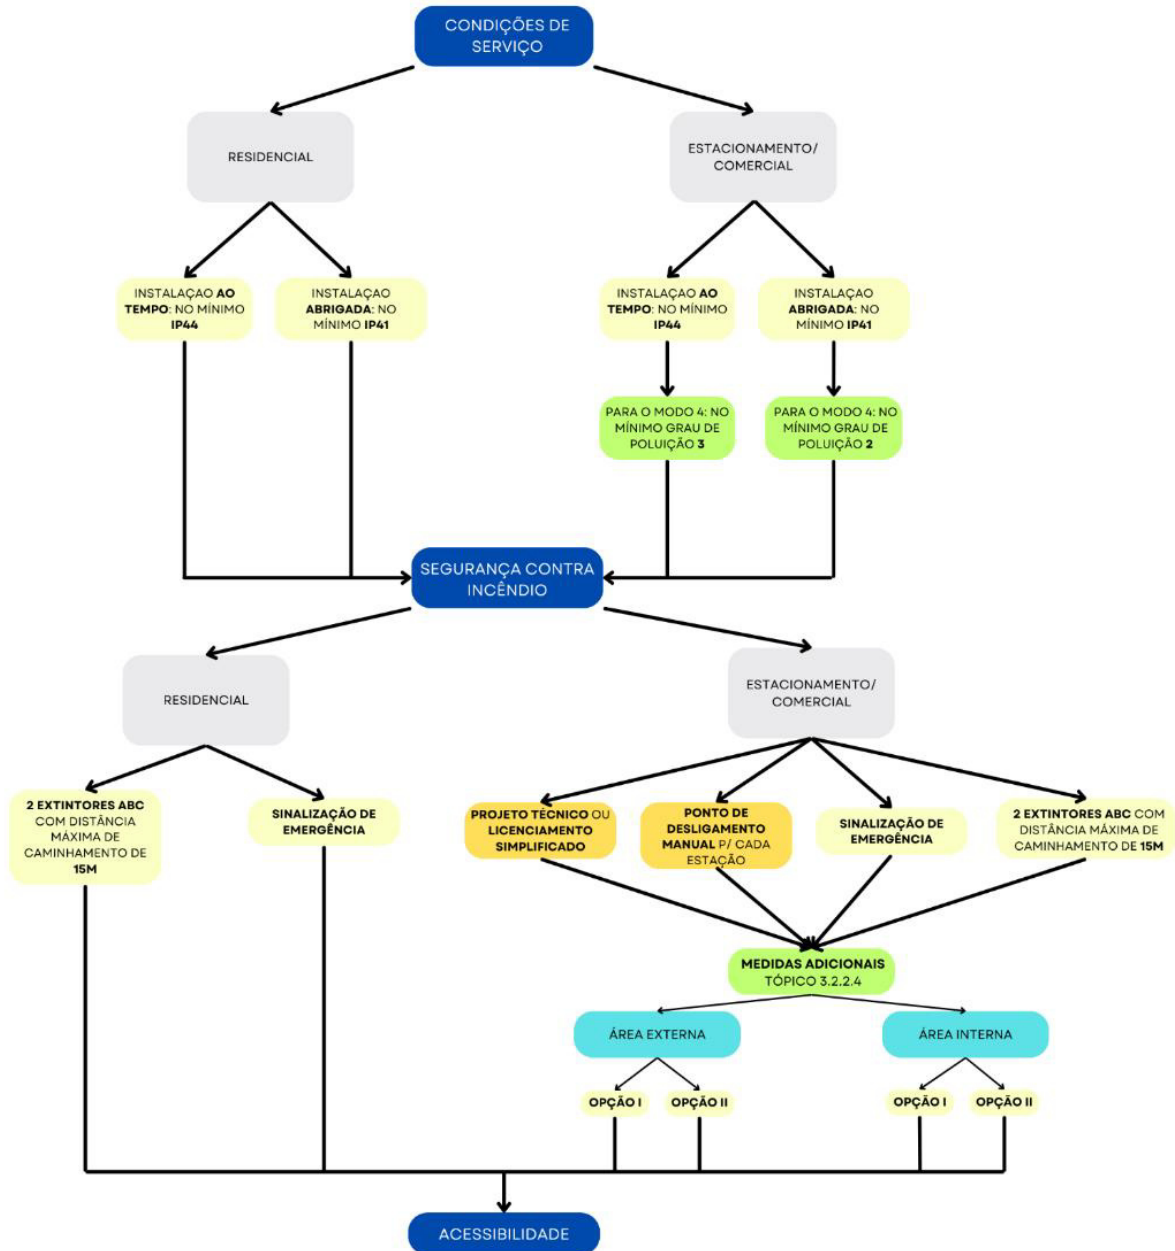 CONDIÇÕES DE
SERVIÇO
RESIDENCIAL
ESTACIONAMENTO/
COMERCIAL
INSTALAÇAO AO
TEMPO: NO MÍNIMO
IP44
INSTALAÇAO
ABRIGADA: NO
MÍNIMO IP41
INSTALAÇAO AO
TEMPO: NO MÍNIMO
IP44
INSTALAÇAO
ABRIGADA: NO
MÍNIMO IP41
PARA O MODO 4: NO
MÍNIMO GRAU DE
POLUIÇÃO 3
PARA O MODO 4: NO
MÍNIMO GRAU DE
POLUIÇÃO 2
SEGURANÇA CONTRA
INCÊNDIO
RESIDENCIAL
ESTACIONAMENTO/
COMERCIAL
2 EXTINTORES ABC
COM DISTÂNCIA
MÁXIMA DE
CAMINHAMENTO DE
15M
SINALIZAÇÃO DE
EMERGÊNCIA
PROJETO TÉCNICO OU
LICENCIAMENTO
SIMPLIFICADO
PONTO DE
DESLIGAMENTO
MANUAL P/ CADA
ESTAÇÃO
SINALIZAÇÃO DE
EMERGÊNCIA
2 EXTINTORES ABC COM
DISTÂNCIA MÁXIMA DE
CAMINHAMENTO DE 15M
MEDIDAS ADICIONAIS
TÓPICO 3.2.2.4
ÁREA EXTERNA
ÁREA INTERNA
OPÇÃO I
OPÇÃO II
OPÇÃO I
OPÇÃO II
ACESSIBILIDADE